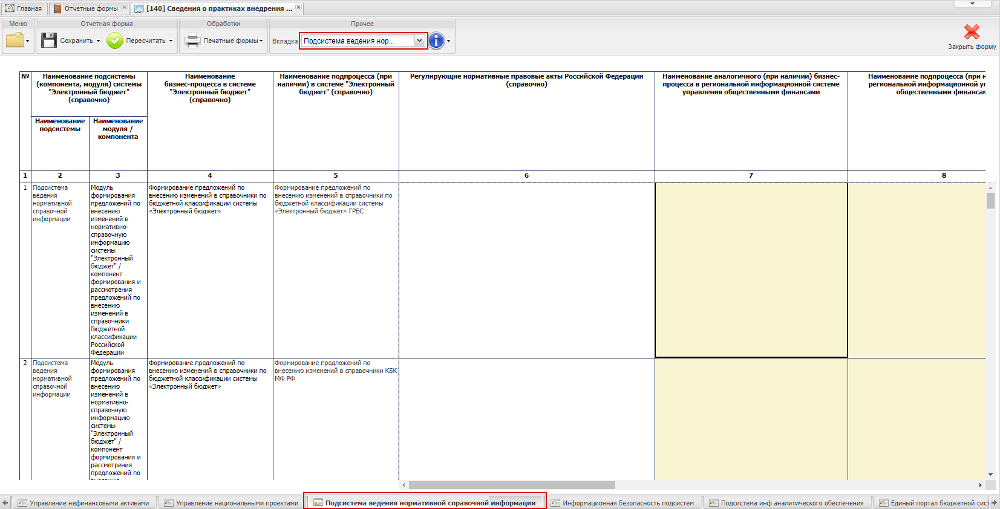 Главная
Отчетные формы
[140] Сведения о практиках внедрения ...
Меню
Отчетная форма
Обработки
Прочее
Сохранить
Пересчитать
Печатные формы
Вкладка
Подсистема ведения нор...
Закрыть форму
№
Наименование подсистемы
(компонента, модуля) системы
"Электронный бюджет"
(справочно)
Наименование
бизнес-процесса в системе
"Электронный бюджет"
(справочно)
Наименование подпроцесса (при
наличии) в системе "Электронный
бюджет" (справочно)
Регулирующие нормативные правовые акты Российской Федерации
(справочно)
Наименование аналогичного (при наличии) бизнес-
процесса в региональной информационной системе
управления общественными финансами
Наименование подпроцесса (при
региональной информационной
общественными
Наименование
подсистемы
Наименование
модуля /
компонента
1 2 3 4 5 6 7 8
1
Подсистема
ведения
нормативной
справочной
информации
Модуль
формирования
предложений по
внесению
изменений в
нормативно-
справочную
информацию
системы
"Электронный
бюджет" /
компонент
формирования и
рассмотрения
предложений по
внесению
изменений в
справочники
бюджетной
классификации
Российской
Федерации
Формирование предложений по
внесению изменений в справочники по
бюджетной классификации системы
«Электронный бюджет»
Формирование предложений по
внесению изменений в справочники по
бюджетной классификации системы
«Электронный бюджет» ГРБС
2
Подсистема
ведения
нормативной
справочной
информации
Модуль
формирования
предложений по
внесению
изменений в
нормативно-
справочную
информацию
системы
"Электронный
бюджет" /
компонент
формирования и
рассмотрения
предложений по
Формирование предложений по
внесению изменений в справочники по
бюджетной классификации системы
«Электронный бюджет»
Формирование предложений по
внесению изменений в справочники КБК
МФ РФ
Управление нефинансовыми активами
Управление национальными проектами
Подсистема ведения нормативной справочной информации
Информационная безопасность подсистем
Подсистема инф аналитического обеспечения
Единый портал бюджетной сист